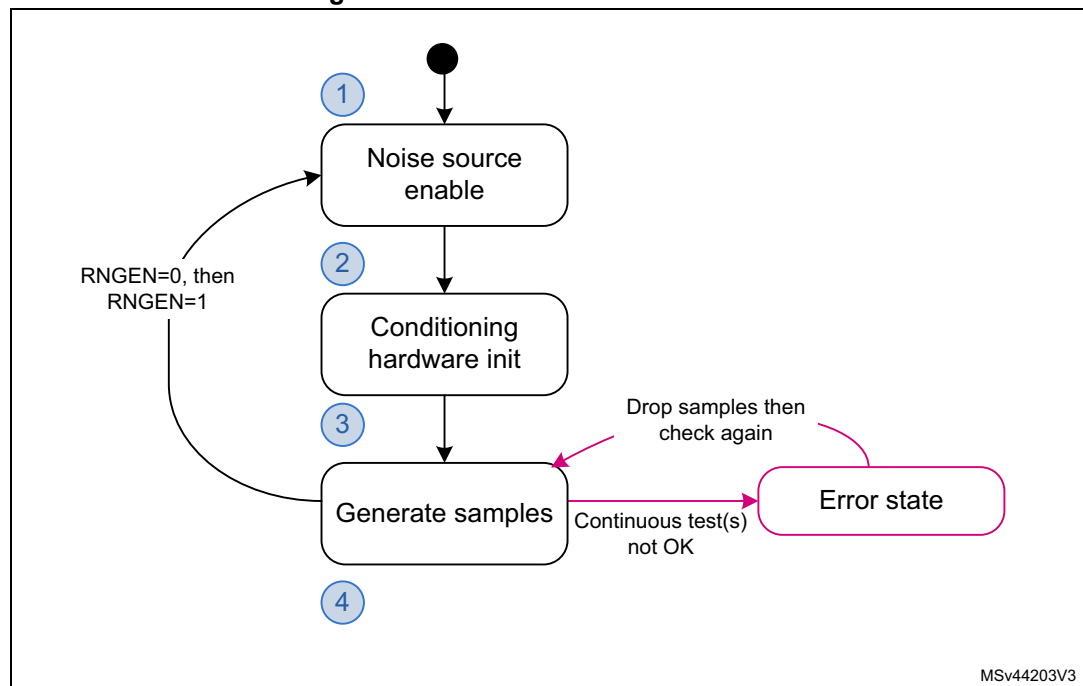 1
Noise source
enable
2
RNGEN=0, then
RNGEN=1
Conditioning
hardware init
3
Drop samples then
check again
Generate samples
Continuous test(s)
not OK
Error state
4
MSv44203V3